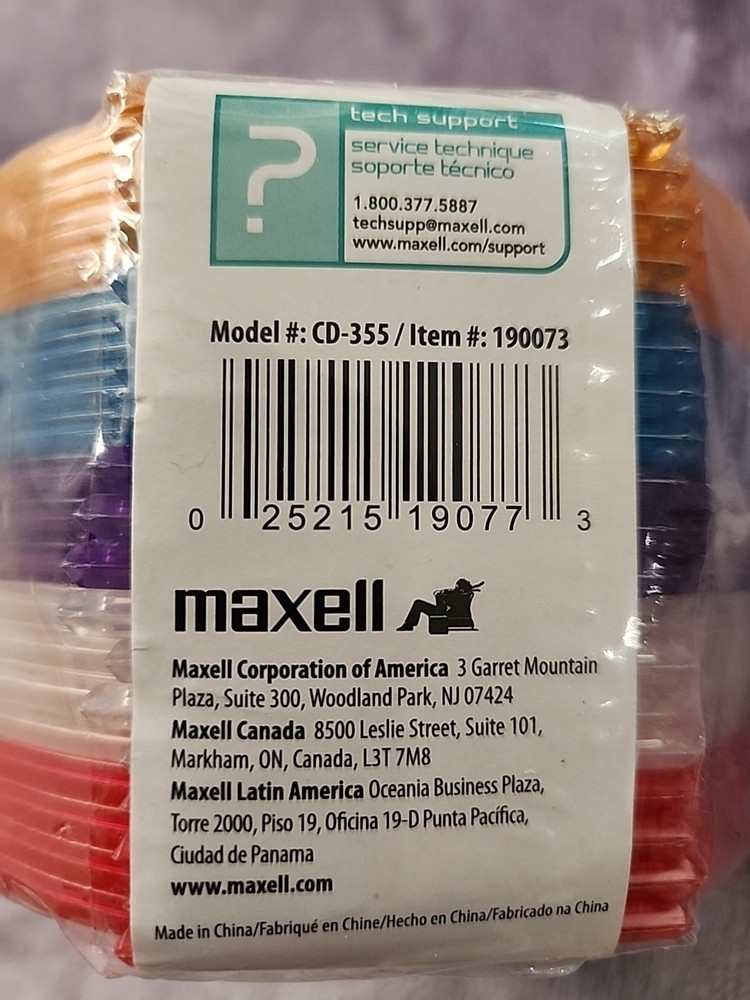 ?
tech support
service technique
soporte técnico
1.800.377.5887
techsupp@maxell.com
www.maxell.com/support
Model #: CD-355 / Item #: 190073
0 25215 19077 3
maxell
Maxell Corporation of America 3 Garret Mountain
Plaza, Suite 300, Woodland Park, NJ 07424
Maxell Canada 8500 Leslie Street, Suite 101,
Markham, ON, Canada, L3T 7M8
Maxell Latin America Oceania Business Plaza,
Torre 2000, Piso 19, Oficina 19-D Punta Pacífica,
Ciudad de Panama
www.maxell.com
Made in China/Fabriqué en Chine/Hecho en China/Fabricado na China